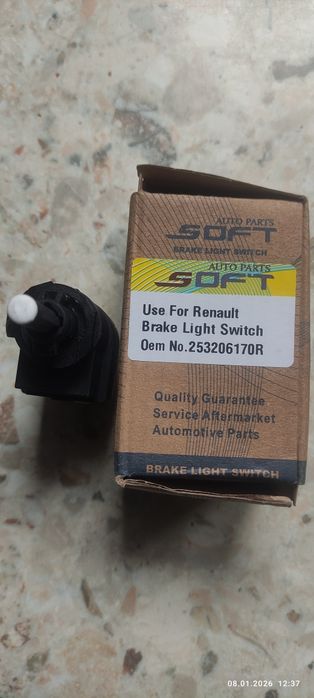 AUTO PARTS
SOFT
BRAKE LIGHT SWITCH
AUTO PARTS
SOFT
Use For Renault
Brake Light Switch
Oem No.253206170R
Quality Guarantee
Service Aftermarket
Automotive Parts
BRAKE LIGHT SWITCH
08.01.2026 12:37